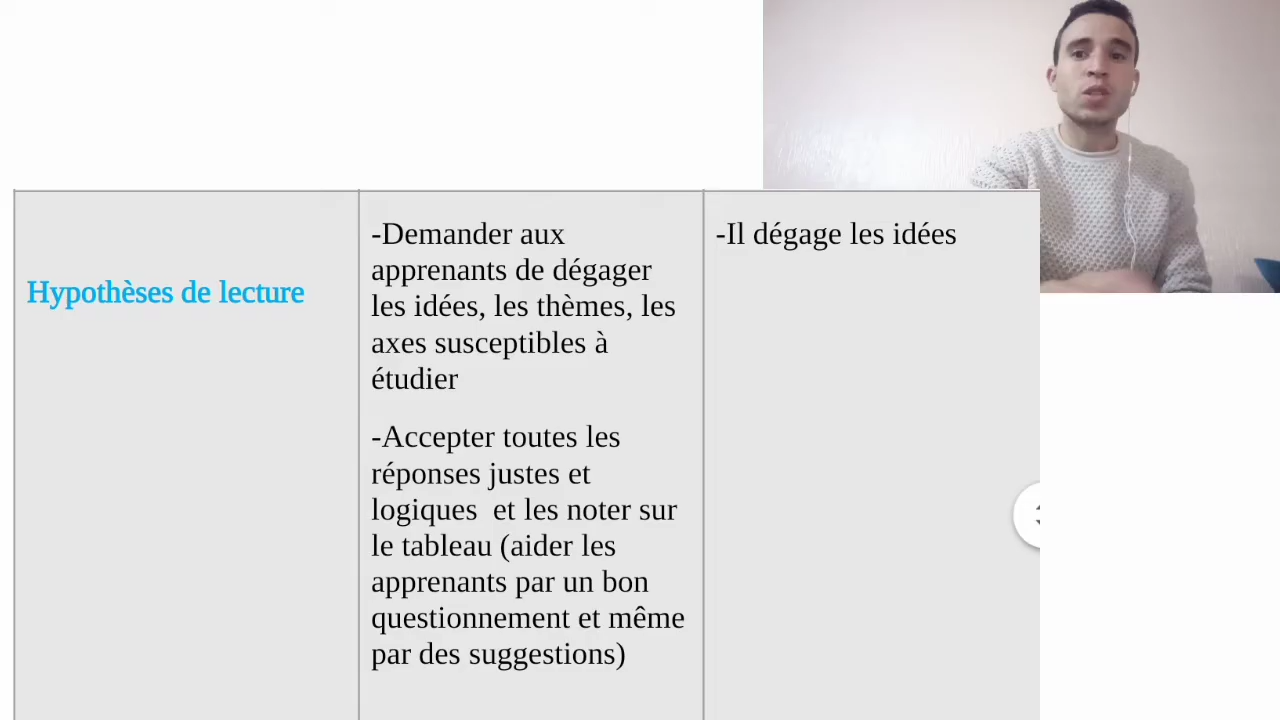 Hypothèses de lecture
-Demander aux
apprenants de dégager
les idées, les thèmes, les
axes susceptibles à
étudier
-Accepter toutes les
réponses justes et
logiques  et les noter sur
le tableau (aider les
apprenants par un bon
questionnement et même
par des suggestions)
-Il dégage les idées